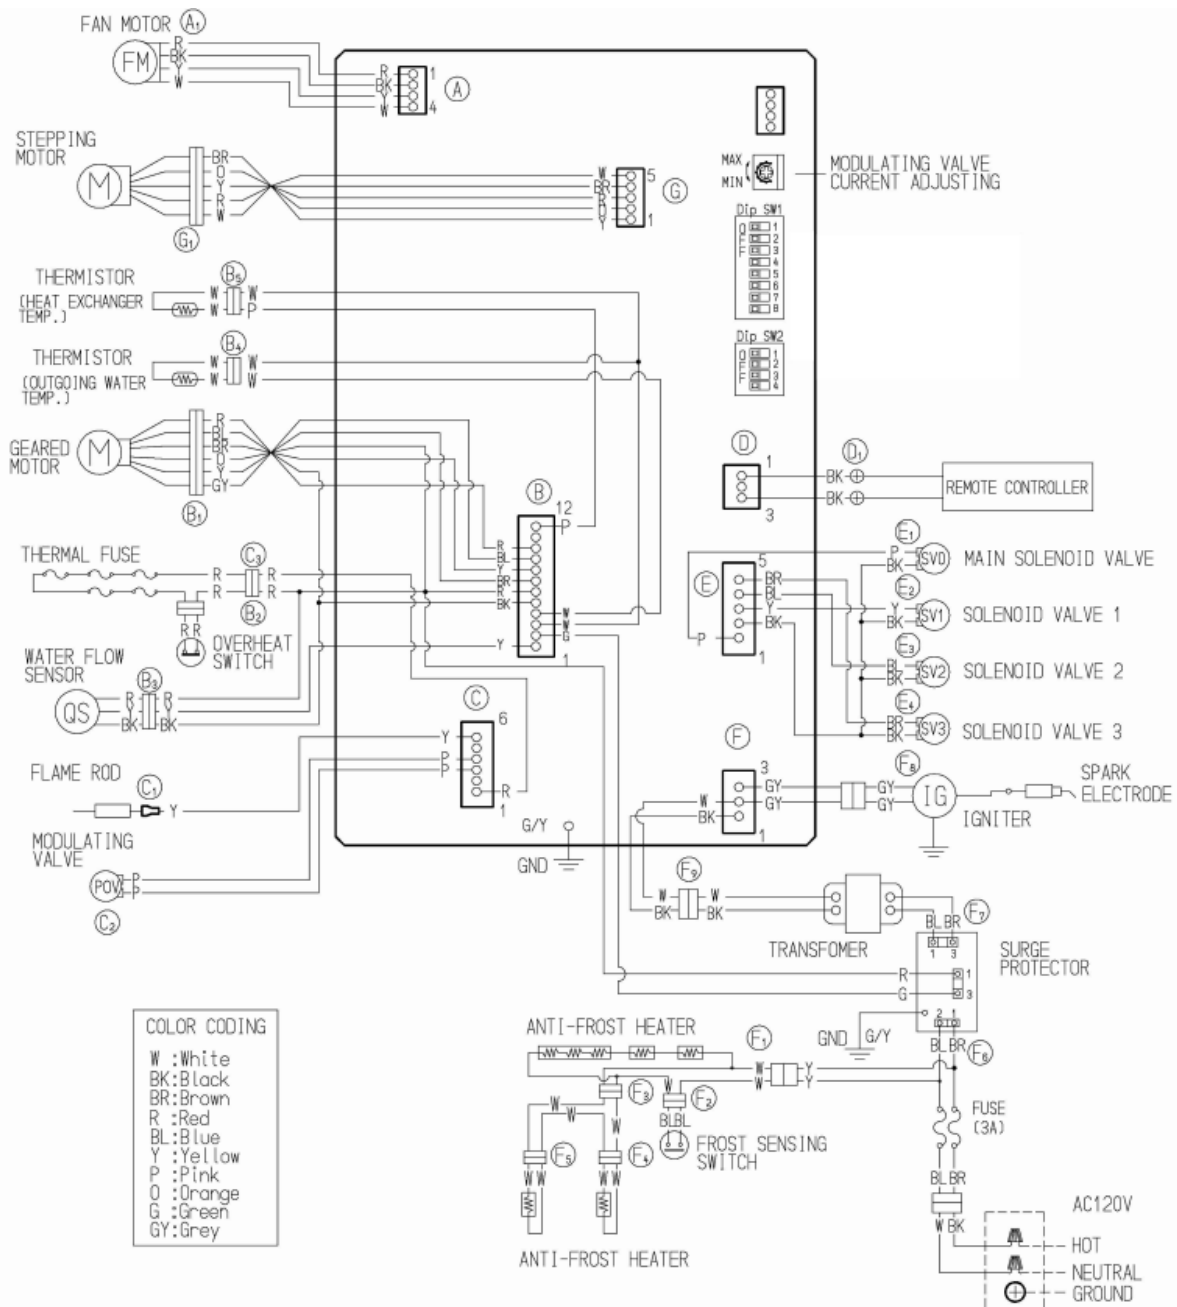 FAN MOTOR A1
FM
R
BK
Y
W
R
BK
Y
W
1
4
A
STEPPING
MOTOR
M
BR
O
Y
R
W
G1
W
BR
R
O
Y
5
1
G
MAX
MIN
MODULATING VALVE
CURRENT ADJUSTING
Dip SW1
OFF
1
2
3
4
5
6
7
8
Dip SW2
OFF
1
2
3
4
THERMISTOR
(HEAT EXCHANGER
TEMP.)
B5
W W
W P
THERMISTOR
(OUTGOING WATER
TEMP.)
B4
W W
W W
GEARED
MOTOR
M
R
BL
BR
O
Y
GY
B1
B
12
P
R
BL
Y
BR
R
BK
W
W
G
Y
1
D
1
3
D1
BK
BK
REMOTE CONTROLLER
THERMAL FUSE
C3
R R
R R
B2
R R
OVERHEAT
SWITCH
WATER FLOW
SENSOR
QS
B3
R R
Y Y
BK BK
E
5
BR
BL
Y
BK
P
1
E1
P
BK
SV0
MAIN SOLENOID VALVE
E2
Y
BK
SV1
SOLENOID VALVE 1
E3
BL
BK
SV2
SOLENOID VALVE 2
E4
BR
BK
SV3
SOLENOID VALVE 3
C
6
Y
P
P
R
1
FLAME ROD
C1
Y
MODULATING
VALVE
POV
P
P
C2
G/Y
GND
F
3
W
BK
GY
GY
1
F8
GY
GY
IG
IGNITER
SPARK
ELECTRODE
F9
W W
BK BK
TRANSFOMER
BL BR
F7
1 3
R
G
1
3
SURGE
PROTECTOR
2 1
GND
G/Y
BL BR
F6
COLOR CODING
W :White
BK:Black
BR:Brown
R :Red
BL:Blue
Y :Yellow
P :Pink
O :Orange
G :Green
GY:Grey
ANTI-FROST HEATER
F1
W Y
W Y
F3
W
F2
BL BL
FROST SENSING
SWITCH
W
W
W
F5
F4
W W
W W
ANTI-FROST HEATER
FUSE
(3A)
BL BR
W BK
AC120V
HOT
NEUTRAL
GROUND